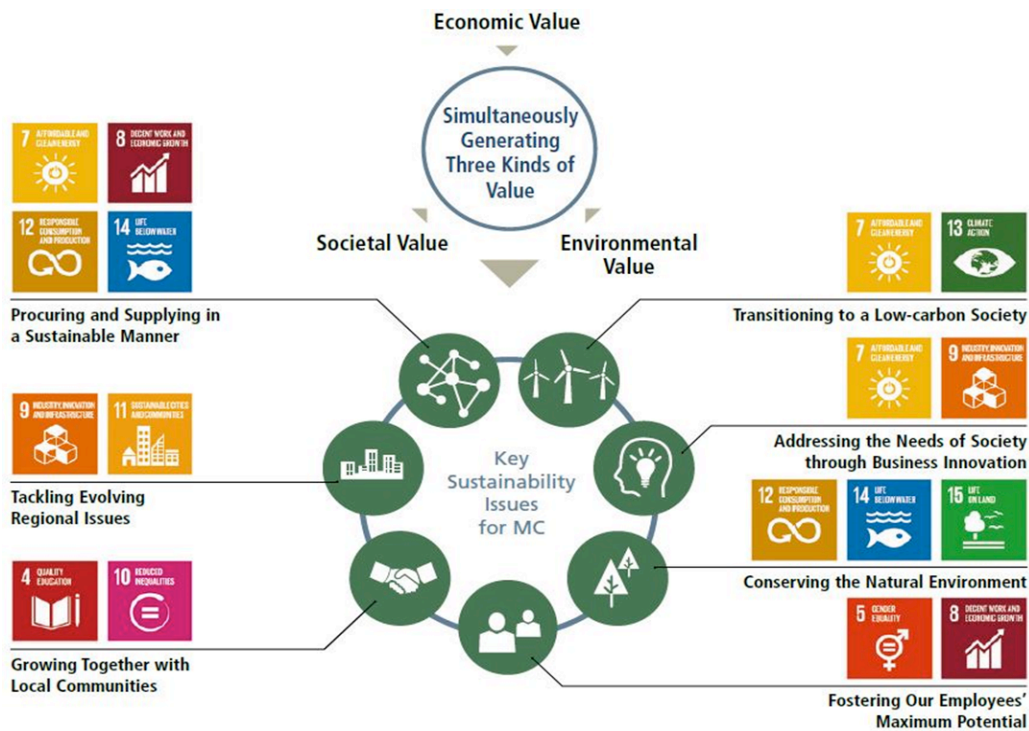 Economic Value
Simultaneously
Generating
Three Kinds of
Value
Societal Value
Environmental
Value
7 AFFORDABLE AND
CLEAN ENERGY
8 DECENT WORK AND
ECONOMIC GROWTH
12 RESPONSIBLE
CONSUMPTION
AND PRODUCTION
14 LIFE
BELOW WATER
Procuring and Supplying in
a Sustainable Manner
9 INDUSTRY, INNOVATION
AND INFRASTRUCTURE
11 SUSTAINABLE CITIES
AND COMMUNITIES
Tackling Evolving
Regional Issues
4 QUALITY
EDUCATION
10 REDUCED
INEQUALITIES
Growing Together with
Local Communities
Key
Sustainability
Issues
for MC
7 AFFORDABLE AND
CLEAN ENERGY
13 CLIMATE
ACTION
Transitioning to a Low-carbon Society
7 AFFORDABLE AND
CLEAN ENERGY
9 INDUSTRY, INNOVATION
AND INFRASTRUCTURE
Addressing the Needs of Society
through Business Innovation
12 RESPONSIBLE
CONSUMPTION
AND PRODUCTION
14 LIFE
BELOW WATER
15 LIFE
ON LAND
Conserving the Natural Environment
5 GENDER
EQUALITY
8 DECENT WORK AND
ECONOMIC GROWTH
Fostering Our Employees'
Maximum Potential